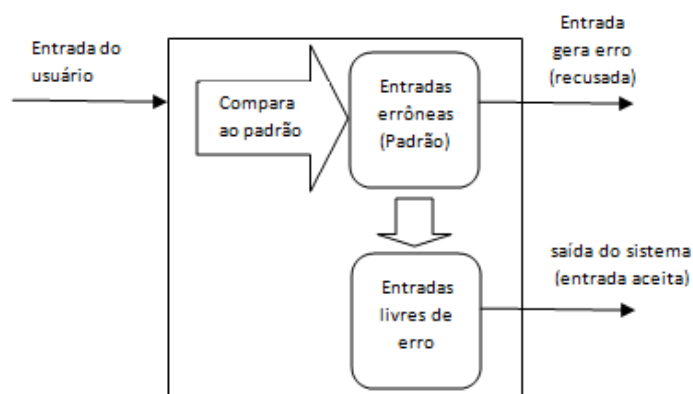 Entrada do
usuário
Compara
ao padrão
Entradas
errôneas
(Padrão)
Entrada
gera erro
(recusada)
Entradas
livres de
erro
saída do sistema
(entrada aceita)